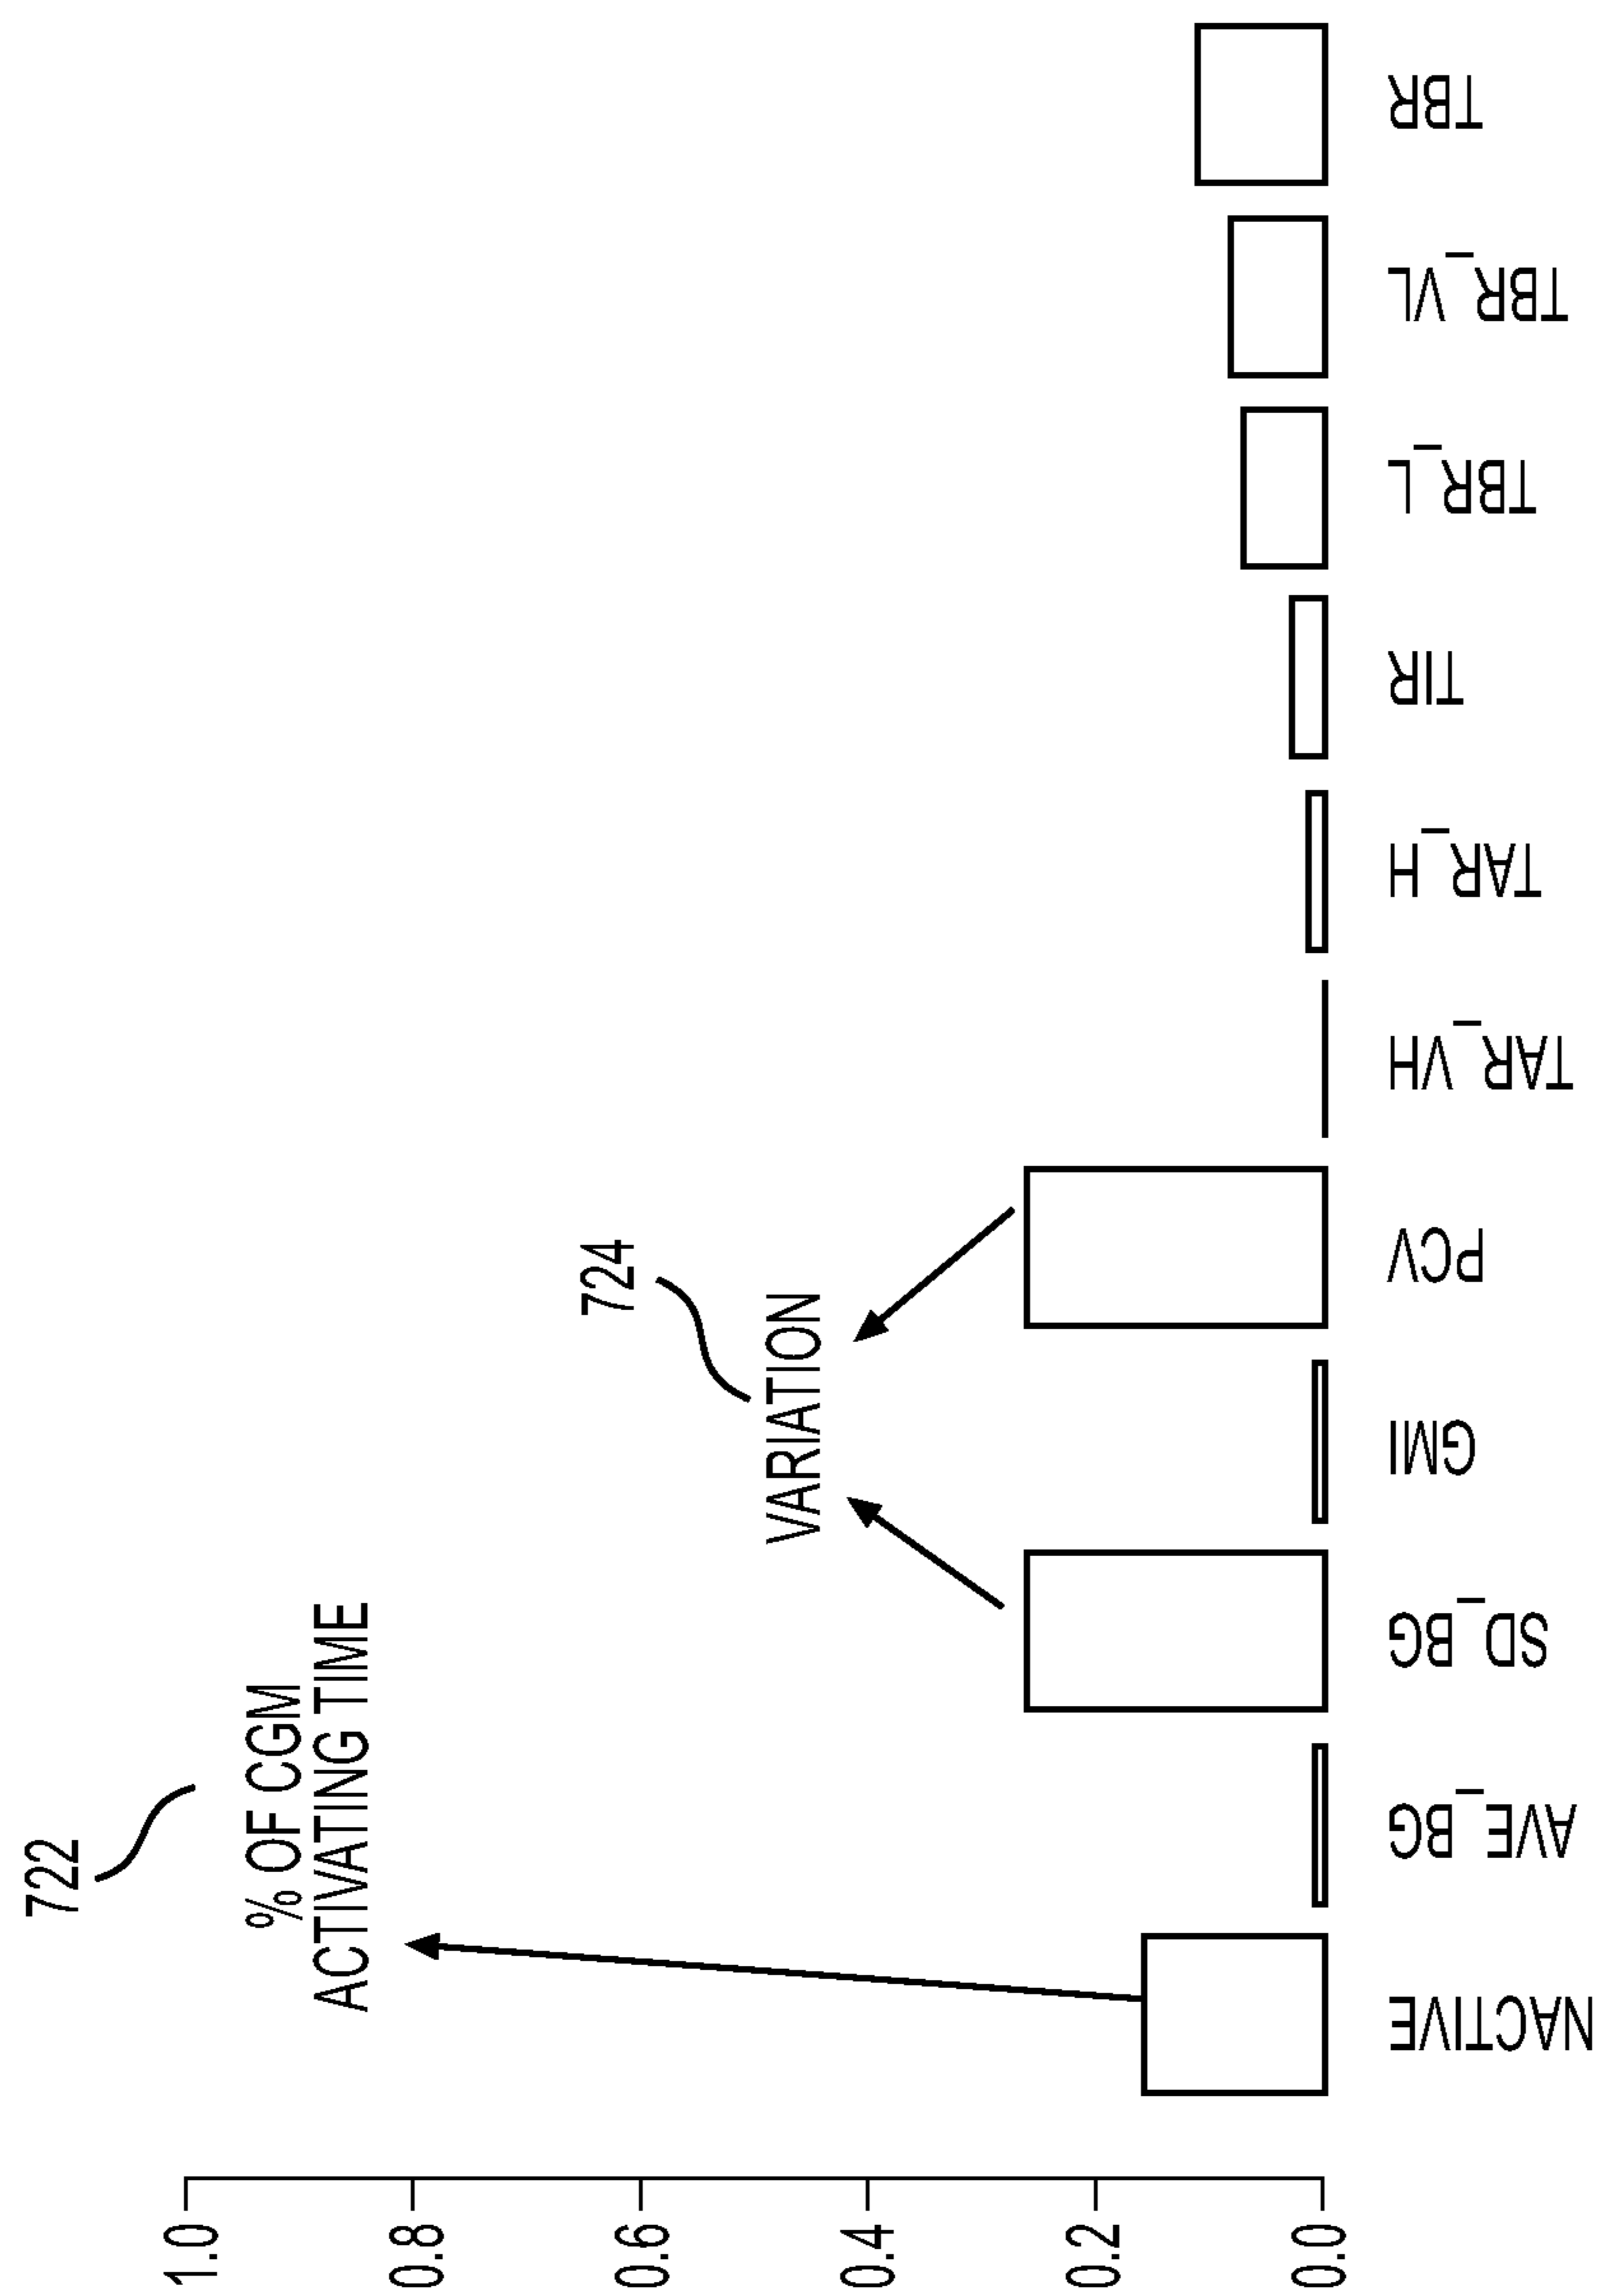 722
% OF CGM
ACTIVATING TIME
724
VARIATION
1.0
0.8
0.6
0.4
0.2
0.0
NACTIVE
AVE_BG
SD_BG
GMI
PCV
TAR_VH
TAR_H
TIR
TBR_L
TBR_VL
TBR